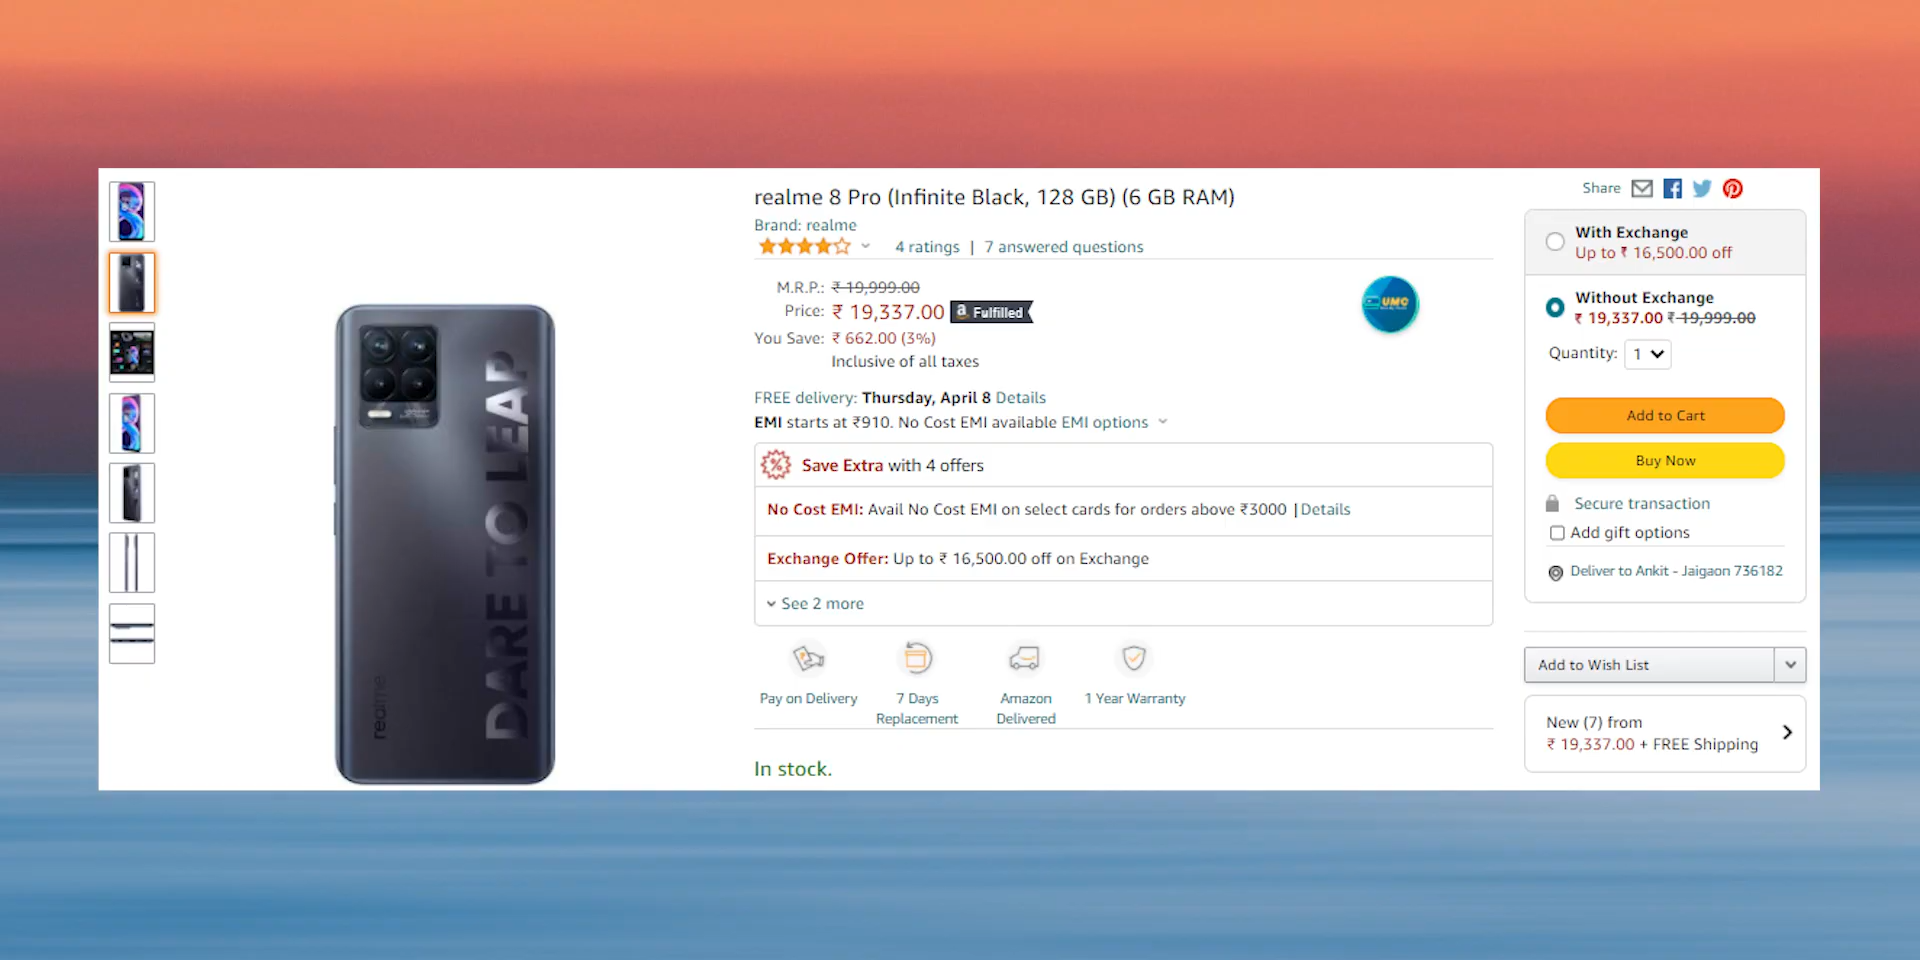 realme 8 Pro (Infinite Black, 128 GB) (6 GB RAM)
Brand: realme
4 ratings | 7 answered questions
M.R.P.: ₹ 19,999.00
Price: ₹ 19,337.00 a Fulfilled
You Save: ₹ 662.00 (3%)
Inclusive of all taxes
FREE delivery: Thursday, April 8 Details
EMI starts at ₹910. No Cost EMI available EMI options
Save Extra with 4 offers
No Cost EMI: Avail No Cost EMI on select cards for orders above ₹3000 |Details
Exchange Offer: Up to ₹ 16,500.00 off on Exchange
See 2 more
Pay on Delivery
7 Days
Replacement
Amazon
Delivered
1 Year Warranty
In stock.
DARE TO LEAP
realme
UMC
Share
With Exchange
Up to ₹ 16,500.00 off
Without Exchange
₹ 19,337.00 ₹ 19,999.00
Quantity: 1
Add to Cart
Buy Now
Secure transaction
Add gift options
Deliver to Ankit - Jaigaon 736182
Add to Wish List
New (7) from
₹ 19,337.00 + FREE Shipping